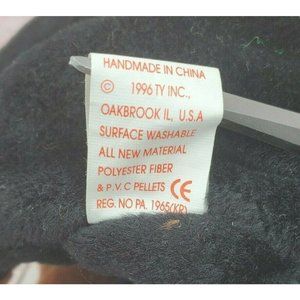 HANDMADE IN CHINA
© 1996 TY INC.,
OAKBROOK IL, U.S.A
SURFACE WASHABLE
ALL NEW MATERIAL
POLYESTER FIBER
& P.V.C PELLETS CE
REG. NO PA. 1965(KR)